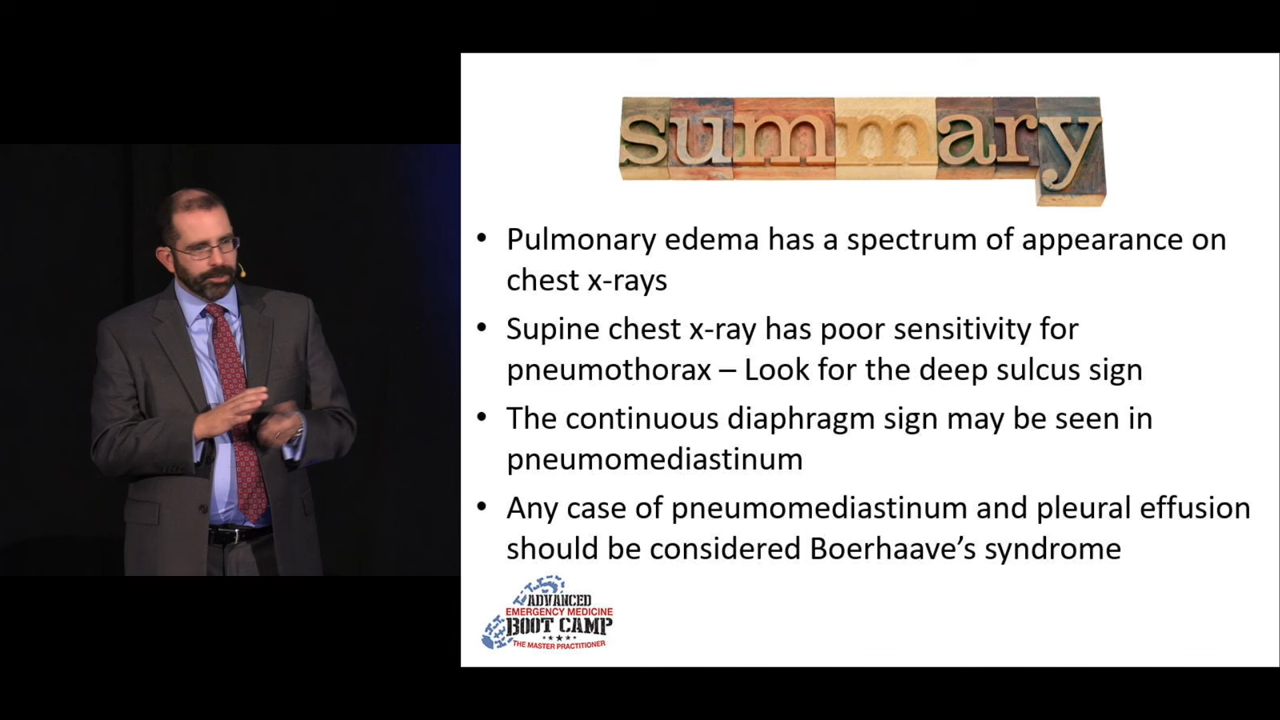 summary
• Pulmonary edema has a spectrum of appearance on
chest x-rays
• Supine chest x-ray has poor sensitivity for
pneumothorax – Look for the deep sulcus sign
• The continuous diaphragm sign may be seen in
pneumomediastinum
• Any case of pneumomediastinum and pleural effusion
should be considered Boerhaave’s syndrome
ADVANCED
EMERGENCY MEDICINE
BOOT CAMP
THE MASTER PRACTITIONER